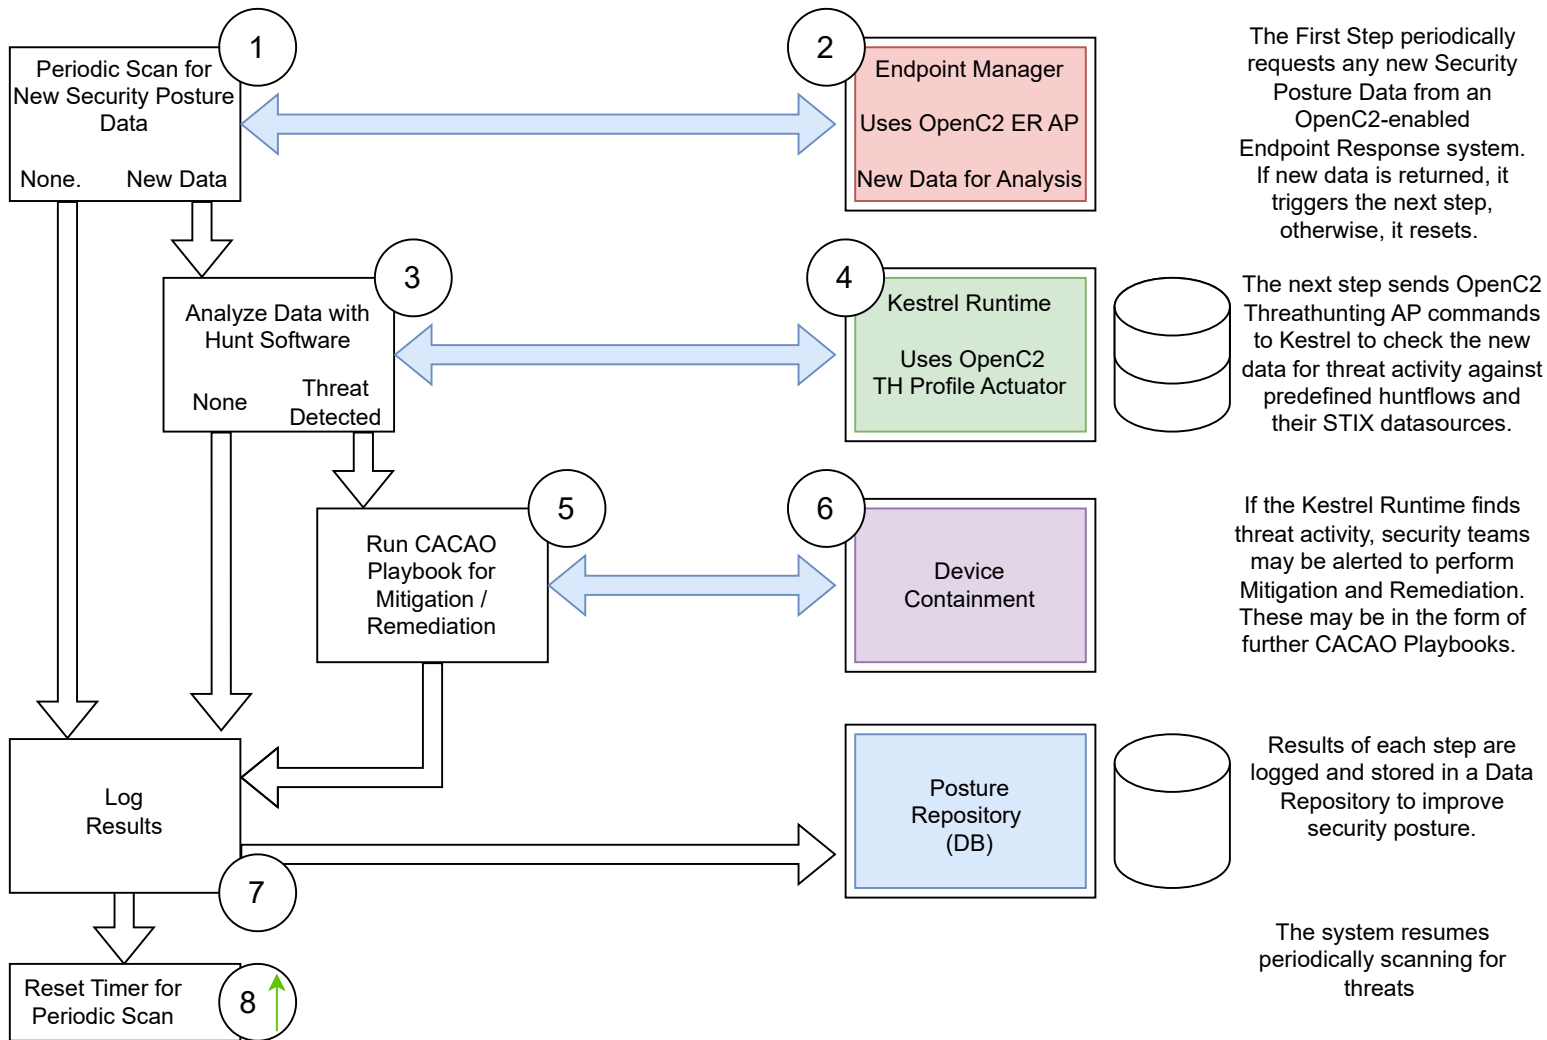 1
Periodic Scan for
New Security Posture
Data
None.
New Data
2
Endpoint Manager
Uses OpenC2 ER AP
New Data for Analysis
The First Step periodically
requests any new Security
Posture Data from an
OpenC2-enabled
Endpoint Response system.
If new data is returned, it
triggers the next step,
otherwise, it resets.
3
Analyze Data with
Hunt Software
None
Threat
Detected
4
Kestrel Runtime
Uses OpenC2
TH Profile Actuator
The next step sends OpenC2
Threathunting AP commands
to Kestrel to check the new
data for threat activity against
predefined huntflows and
their STIX datasources.
5
Run CACAO
Playbook for
Mitigation /
Remediation
6
Device
Containment
If the Kestrel Runtime finds
threat activity, security teams
may be alerted to perform
Mitigation and Remediation.
These may be in the form of
further CACAO Playbooks.
Log
Results
7
Posture
Repository
(DB)
Results of each step are
logged and stored in a Data
Repository to improve
security posture.
Reset Timer for
Periodic Scan
8
The system resumes
periodically scanning for
threats